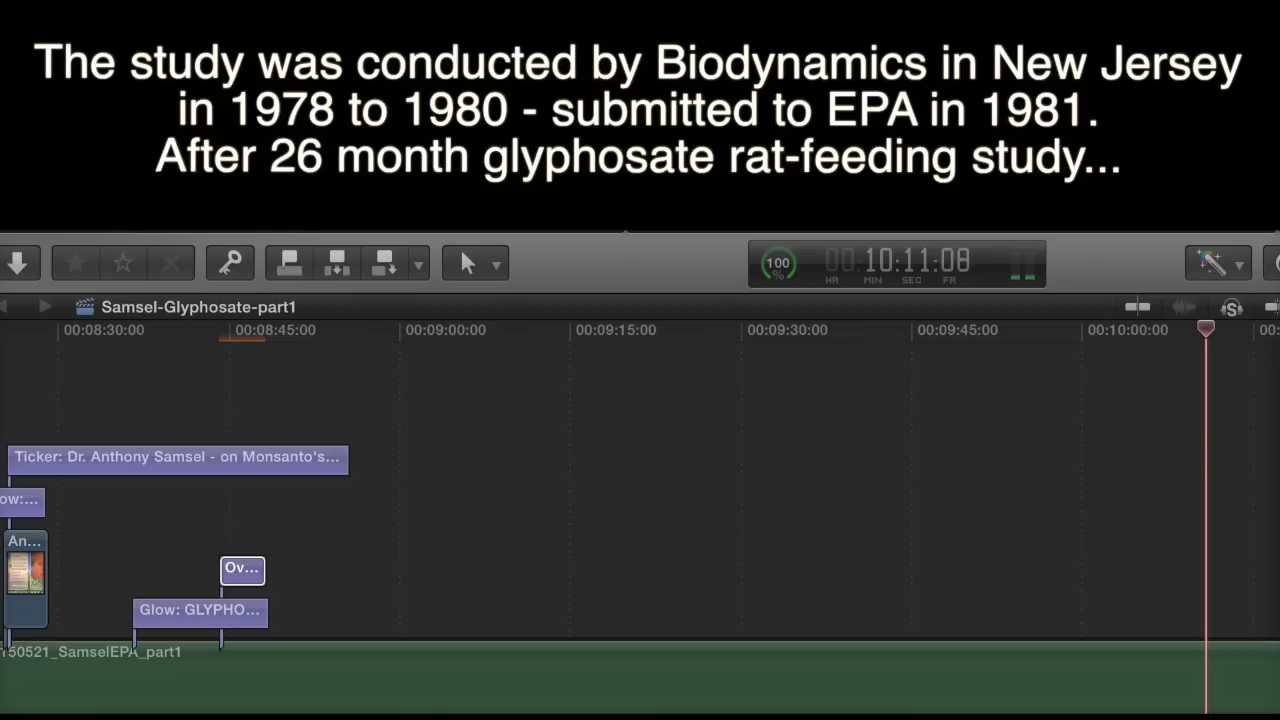 The study was conducted by Biodynamics in New Jersey
in 1978 to 1980 - submitted to EPA in 1981.
After 26 month glyphosate rat-feeding study...
100
%
00:10:11:08
HR MIN SEC FR
Samsel-Glyphosate-part1
00:08:30:00 00:08:45:00 00:09:00:00 00:09:15:00 00:09:30:00 00:09:45:00 00:10:00:00 00:
Ticker: Dr. Anthony Samsel - on Monsanto's...
ow:...
An...
Ov...
Glow: GLYPHO...
150521_SamselEPA_part1